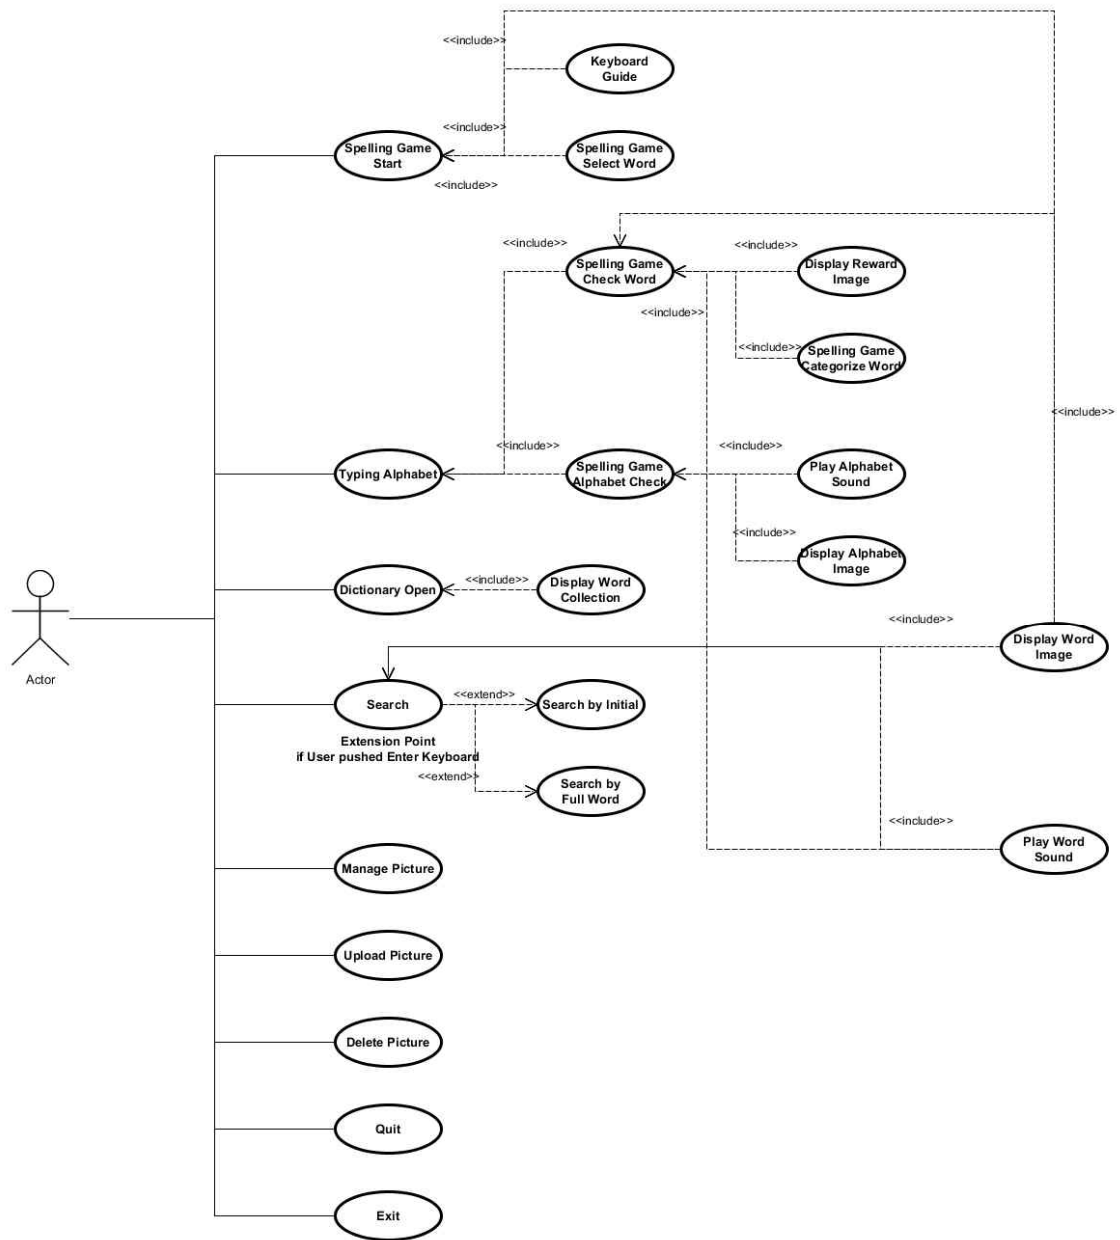 <<include>>
Keyboard
Guide
<<include>>
Spelling Game
Start
Spelling Game
Select Word
<<include>>
<<include>>
<<include>>
Spelling Game
Check Word
Display Reward
Image
<<include>>
<<include>>
Spelling Game
Categorize Word
<<include>>
<<include>>
<<include>>
Typing Alphabet
Spelling Game
Alphabet Check
Play Alphabet
Sound
<<include>>
Display Alphabet
Image
Dictionary Open
<<include>>
Display Word
Collection
<<include>>
Display Word
Image
Actor
<<extend>>
Search
Search by Initial
Extension Point
if User pushed Enter Keyboard
<<extend>>
Search by
Full Word
<<include>>
Play Word
Sound
Manage Picture
Upload Picture
Delete Picture
Quit
Exit